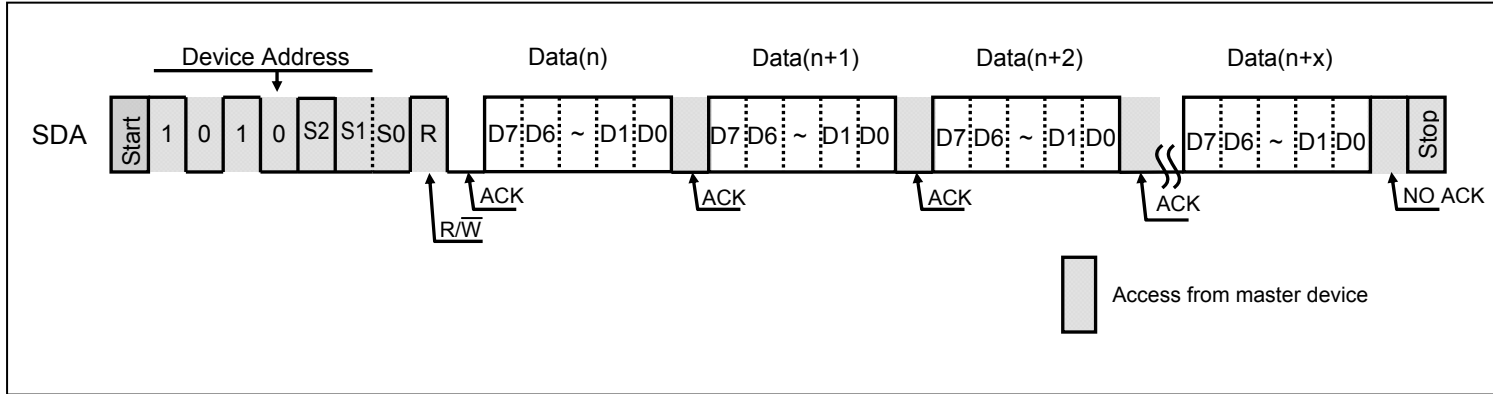 Device Address Data(n) Data(n+1) Data(n+2) Data(n+x)
SDA Start 1 0 1 0 S2 S1 S0 R D7 D6 ~ D1 D0 D7 D6 ~ D1 D0 D7 D6 ~ D1 D0 D7 D6 ~ D1 D0 Stop
ACK ACK ACK ACK NO ACK
R/W̅
Access from master device